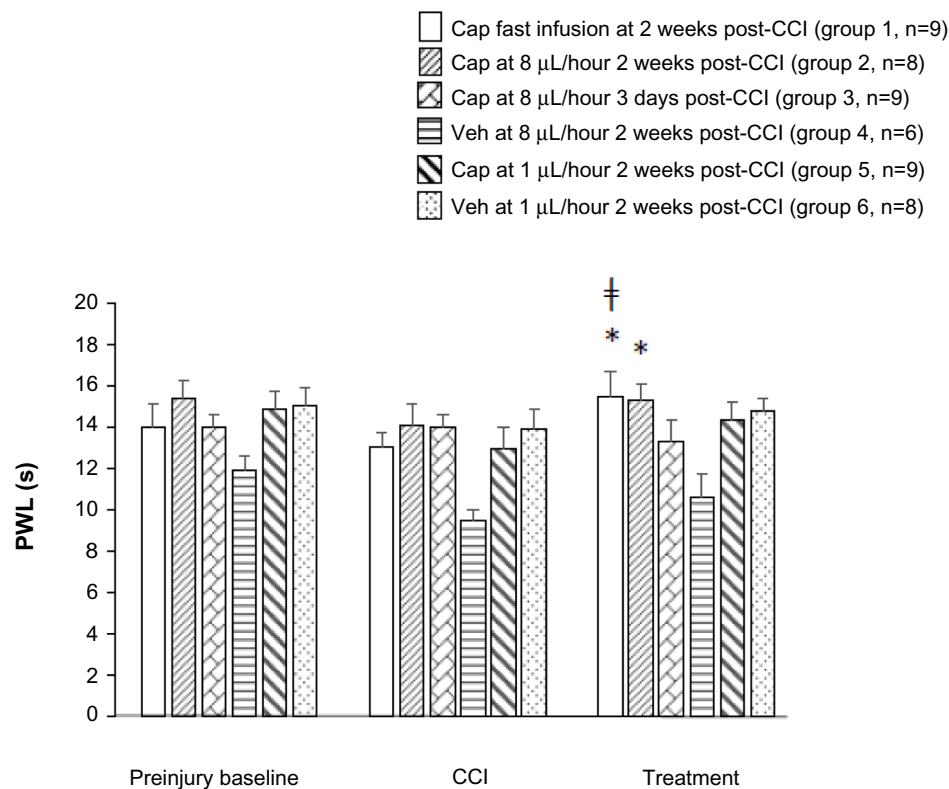 Cap fast infusion at 2 weeks post-CCI (group 1, n=9)
Cap at 8 μL/hour 2 weeks post-CCI (group 2, n=8)
Cap at 8 μL/hour 3 days post-CCI (group 3, n=9)
Veh at 8 μL/hour 2 weeks post-CCI (group 4, n=6)
Cap at 1 μL/hour 2 weeks post-CCI (group 5, n=9)
Veh at 1 μL/hour 2 weeks post-CCI (group 6, n=8)
PWL (s)
20
18
16
14
12
10
8
6
4
2
0
ǂ
* *
Preinjury baseline CCI Treatment